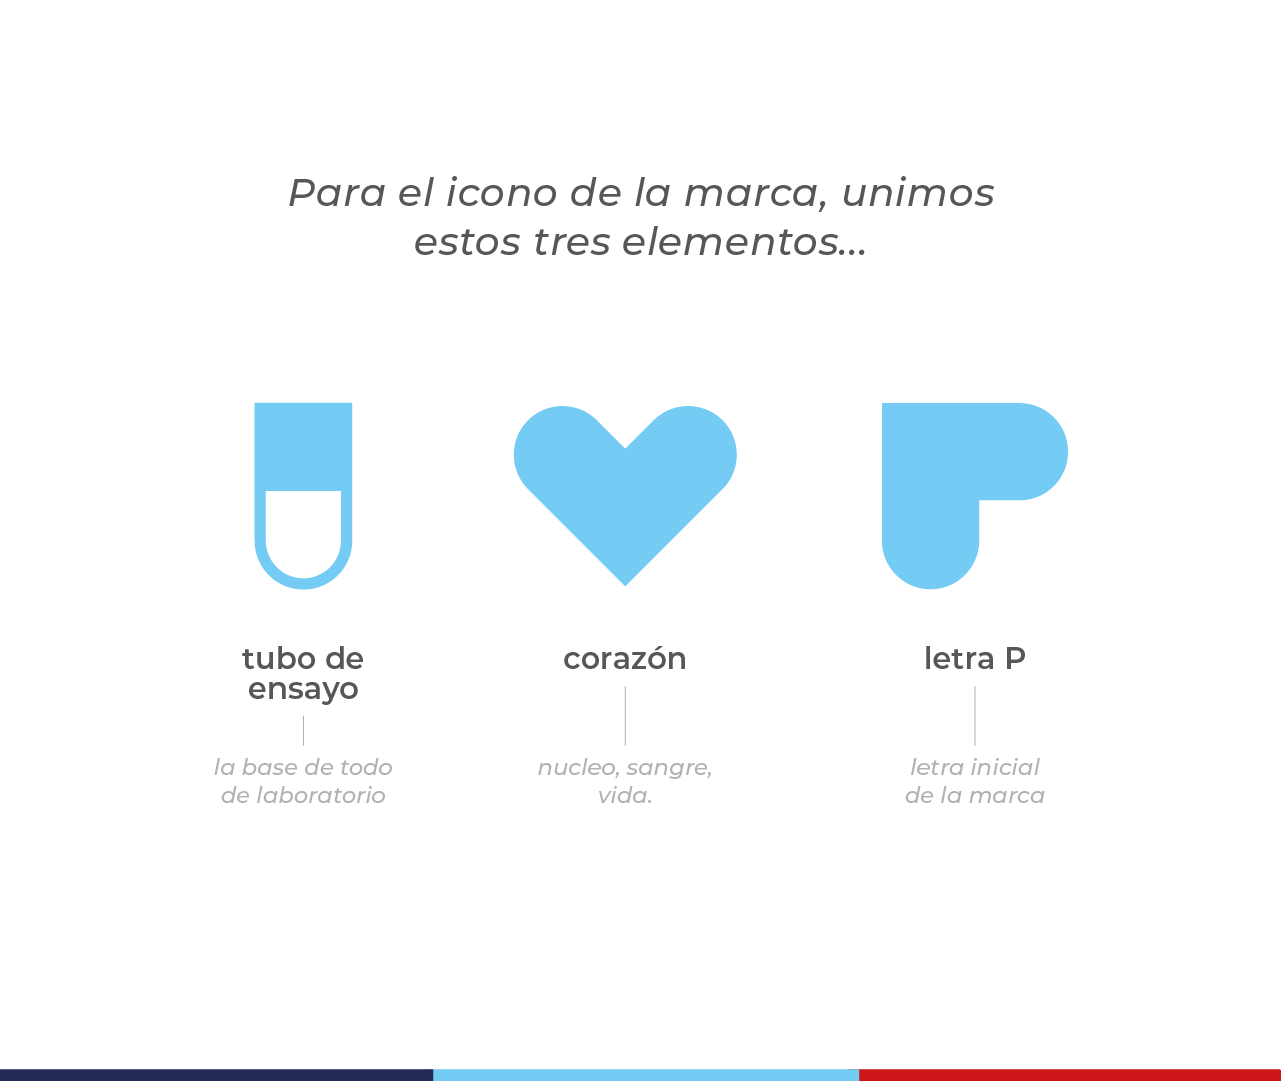 Para el icono de la marca, unimos
estos tres elementos...
tubo de
ensayo
la base de todo
de laboratorio
corazón
nucleo, sangre,
vida.
letra P
letra inicial
de la marca